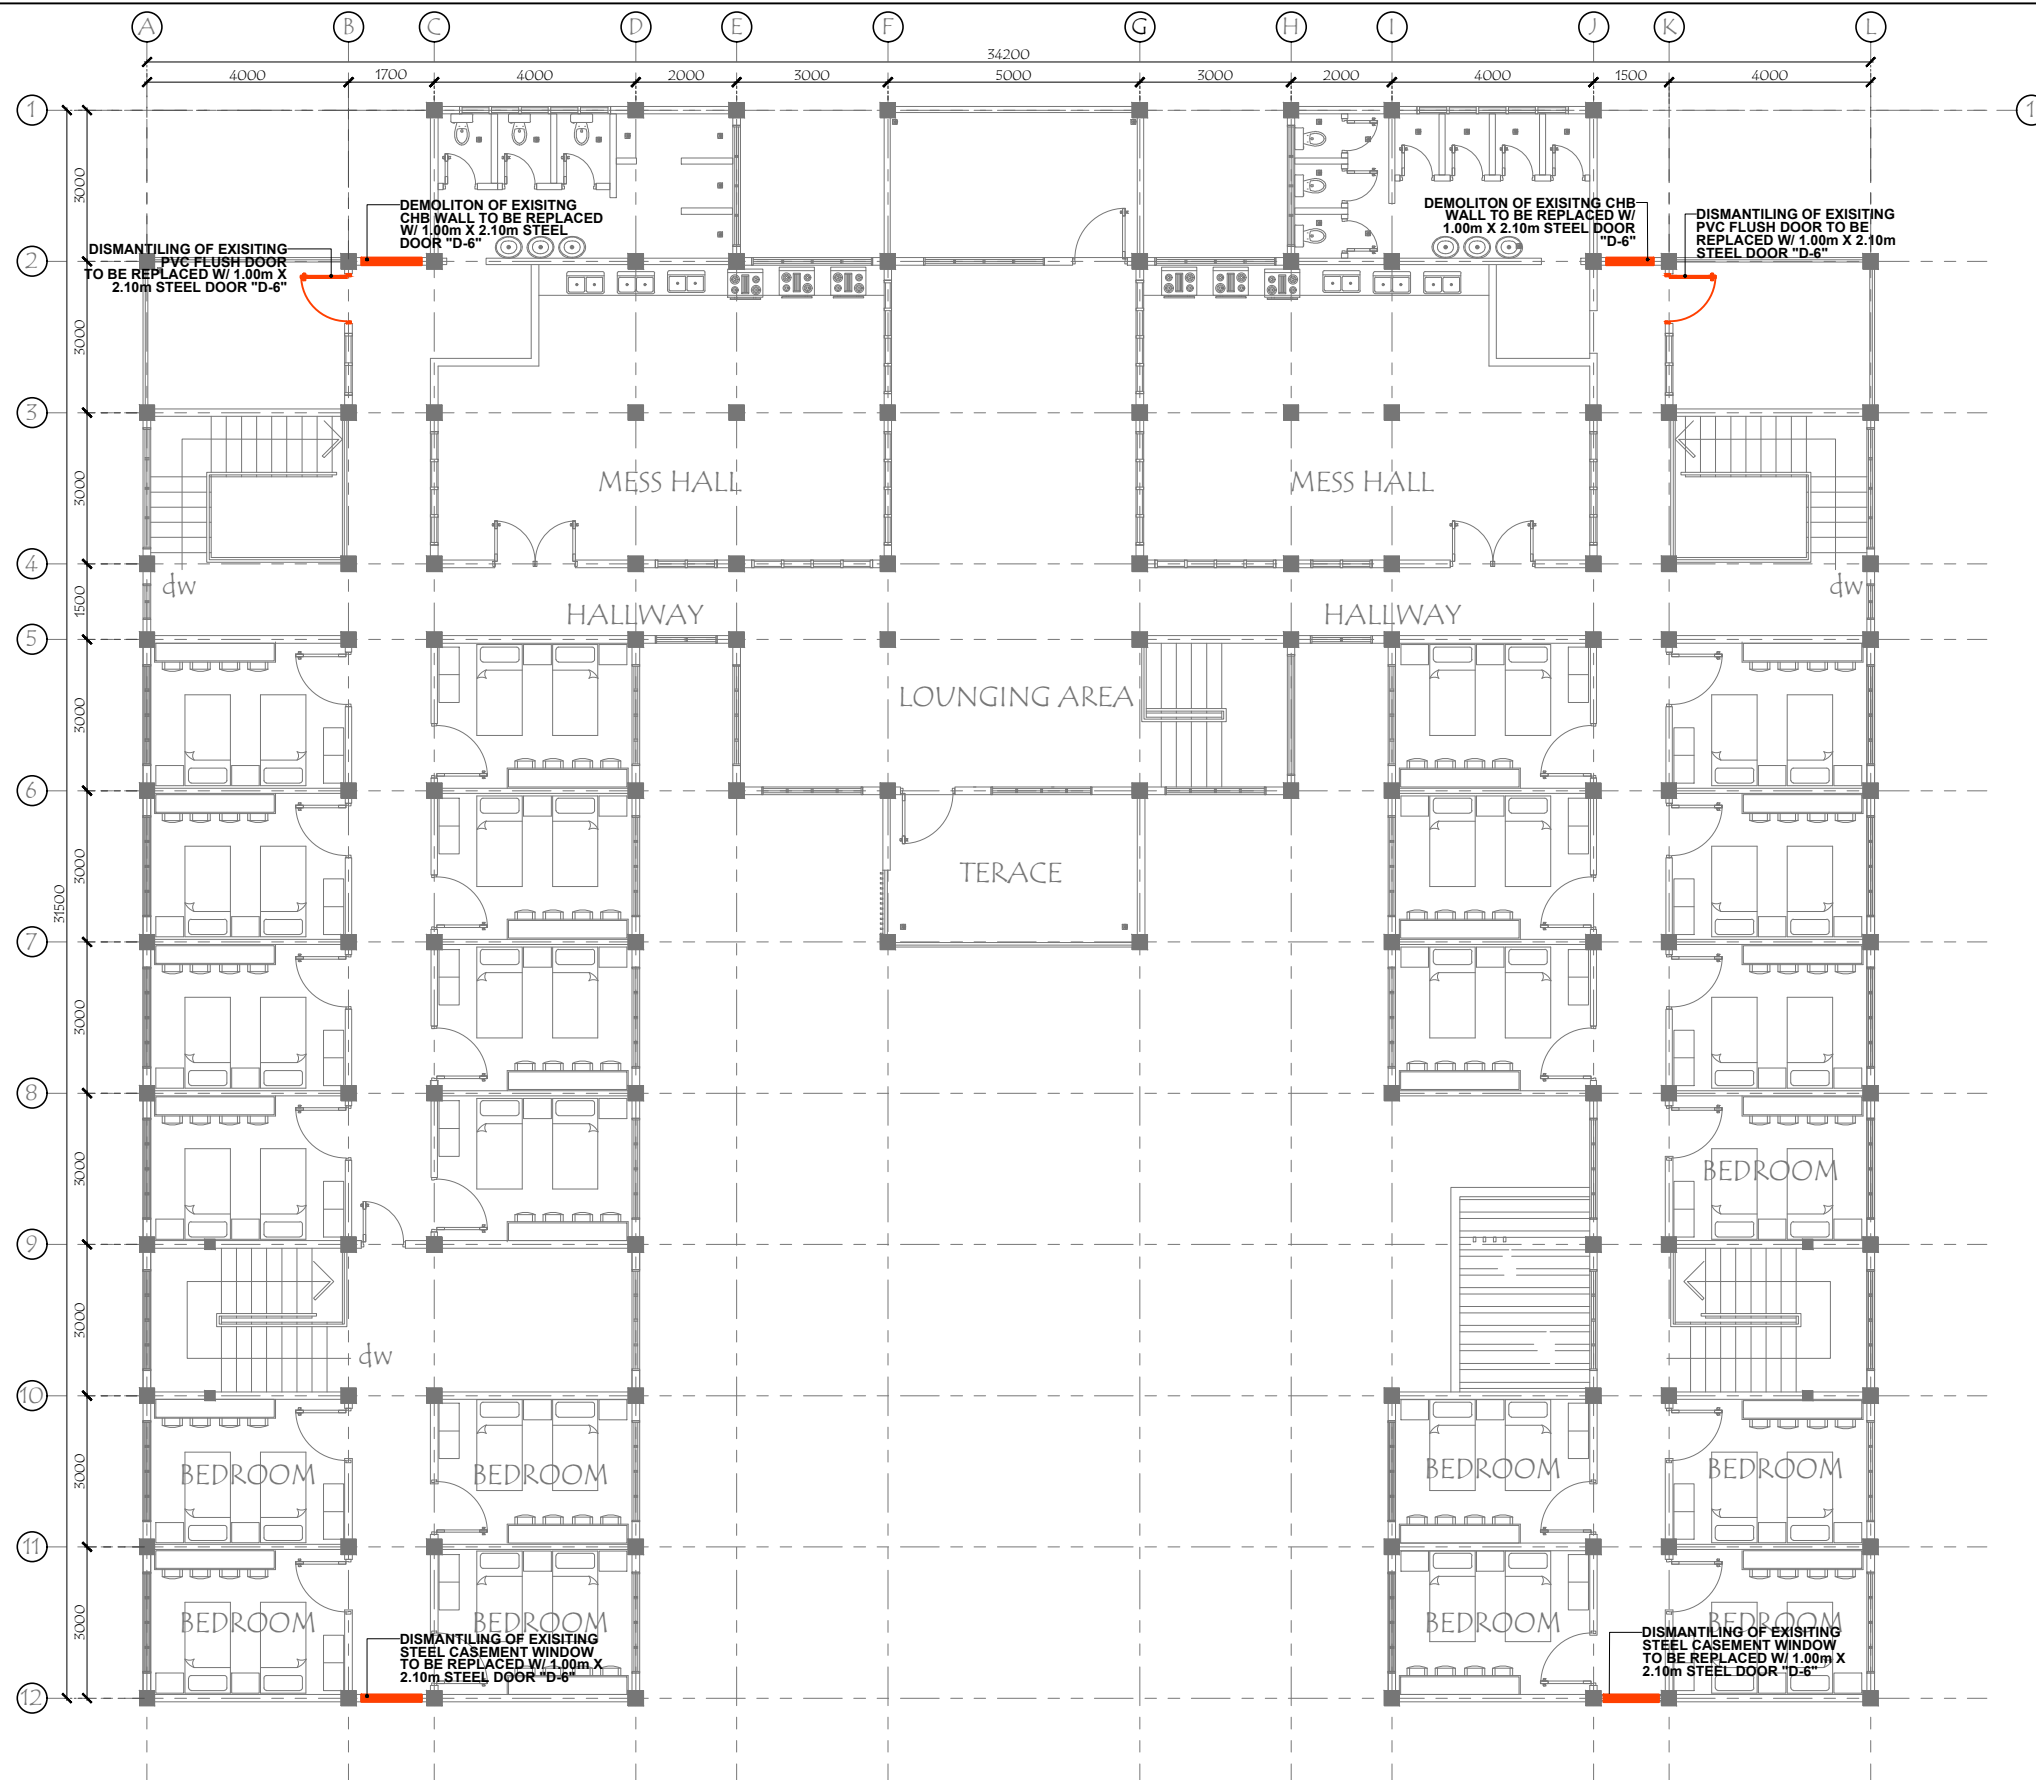 A B C D E F G H I J K L
34200
4000 1700 4000 2000 3000 5000 3000 2000 4000 1500 4000
1 1
3000
DEMOLITON OF EXISITNG
CHB WALL TO BE REPLACED
W/ 1.00m X 2.10m STEEL
DOOR "D-6"
DEMOLITON OF EXISITNG CHB
WALL TO BE REPLACED W/
1.00m X 2.10m STEEL DOOR
"D-6"
DISMANTILING OF EXISITING
PVC FLUSH DOOR TO BE
REPLACED W/ 1.00m X 2.10m
STEEL DOOR "D-6"
DISMANTILING OF EXISITING
PVC FLUSH DOOR
TO BE REPLACED W/ 1.00m X
2.10m STEEL DOOR "D-6"
2
3000
3
3000
MESS HALL MESS HALL
4
dw dw
1500
HALLWAY HALLWAY
5
3000
LOUNGING AREA
6
3000
TERACE
31500
7
3000
8
3000
BEDROOM
9
3000
dw
10
3000
BEDROOM BEDROOM BEDROOM BEDROOM
11
3000
BEDROOM BEDROOM BEDROOM BEDROOM
DISMANTILING OF EXISITING
STEEL CASEMENT WINDOW
TO BE REPLACED W/ 1.00m X
2.10m STEEL DOOR "D-6"
DISMANTILING OF EXISITING
STEEL CASEMENT WINDOW
TO BE REPLACED W/ 1.00m X
2.10m STEEL DOOR "D-6"
12